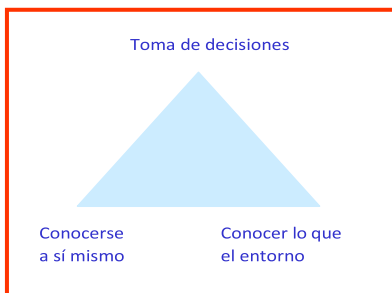 Toma de decisiones
Conocerse
a sí mismo
Conocer lo que
el entorno